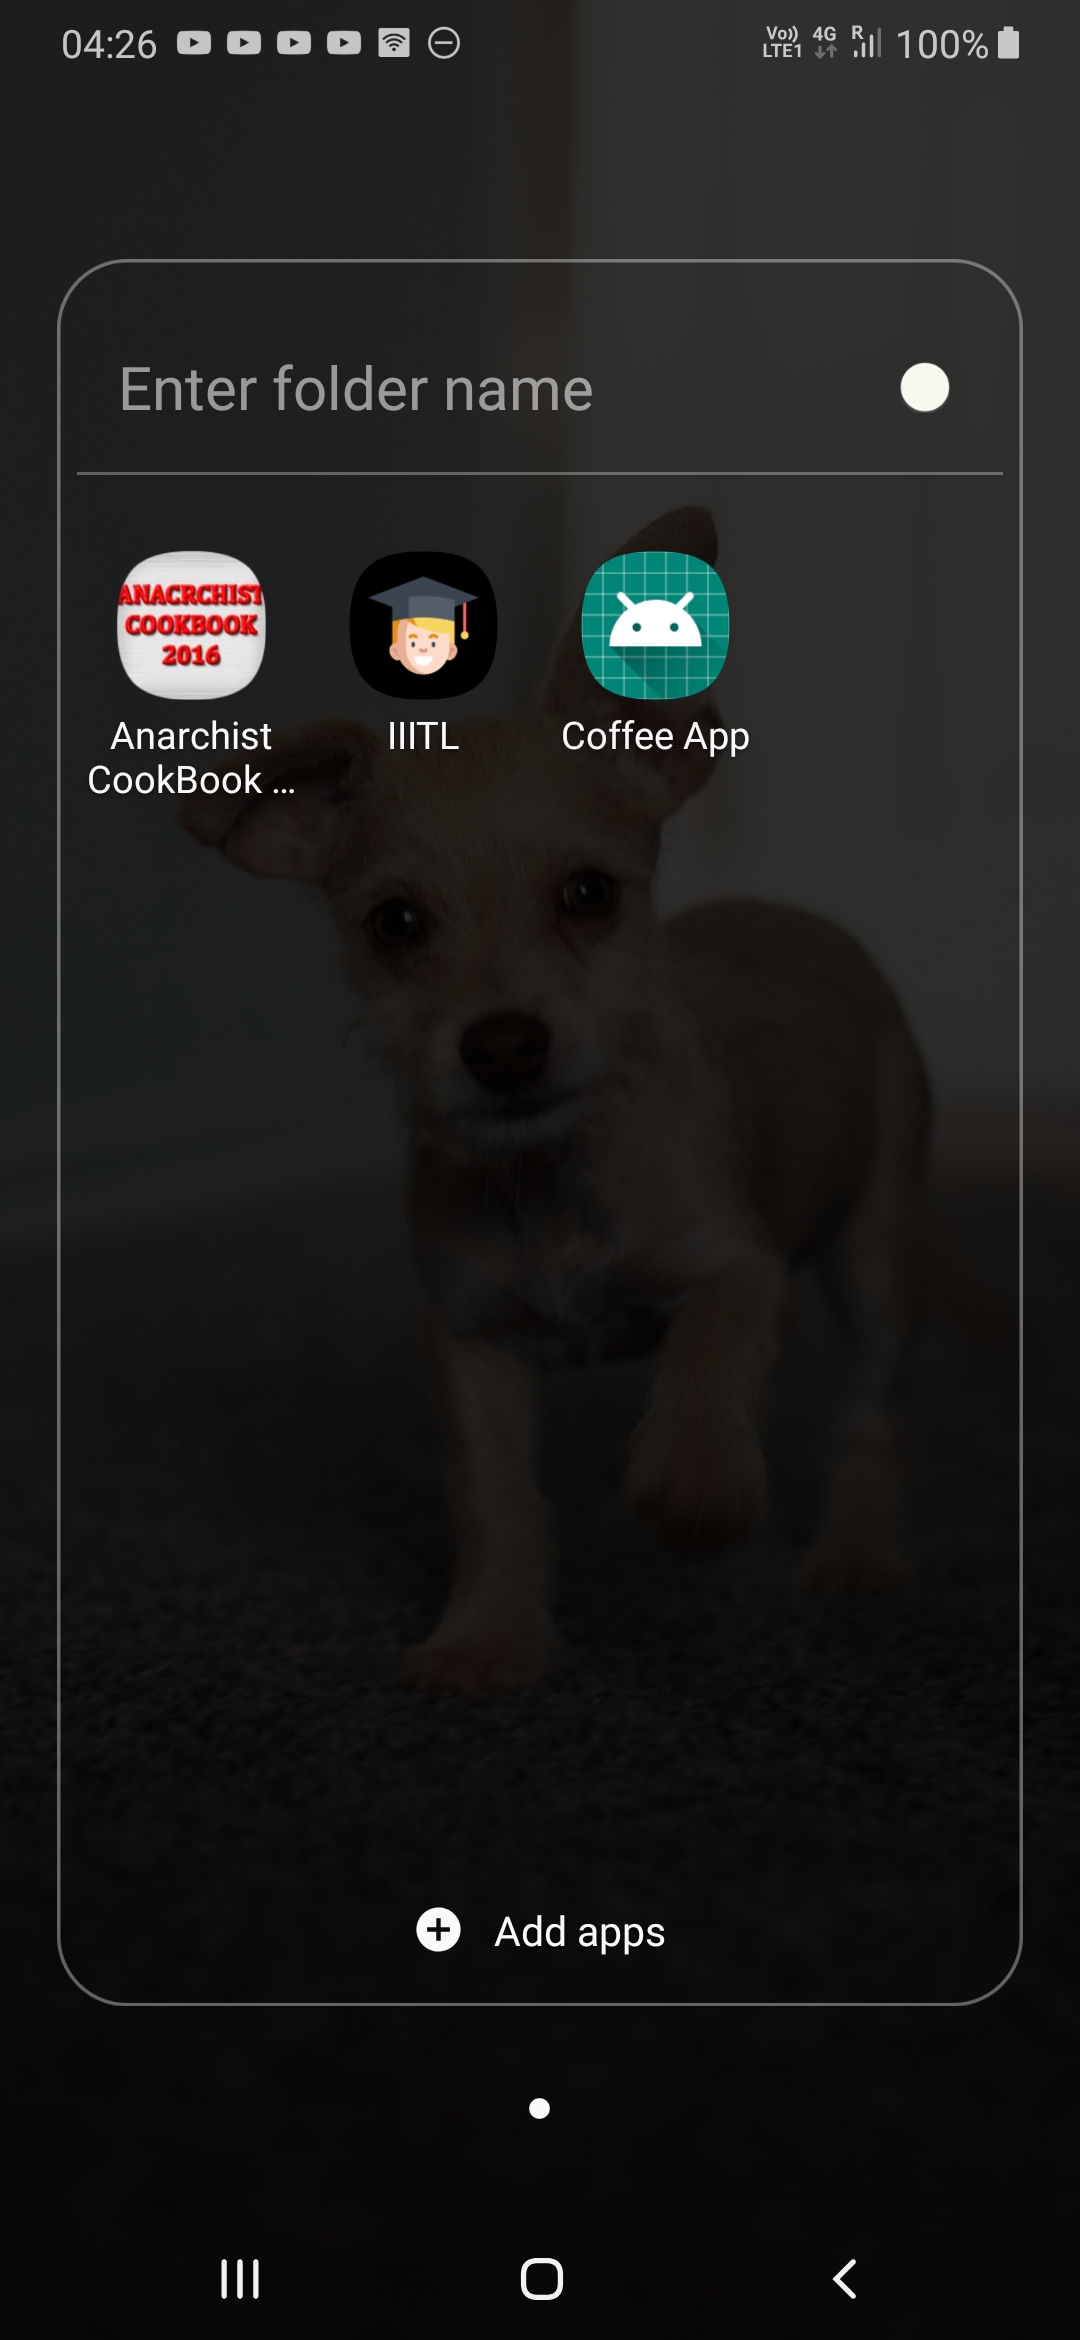 04:26 Vo)) LTE1 4G R 100%
Enter folder name
ANACRCHIST
COOKBOOK
2016
Anarchist
CookBook ...
IIITL
Coffee App
Add apps